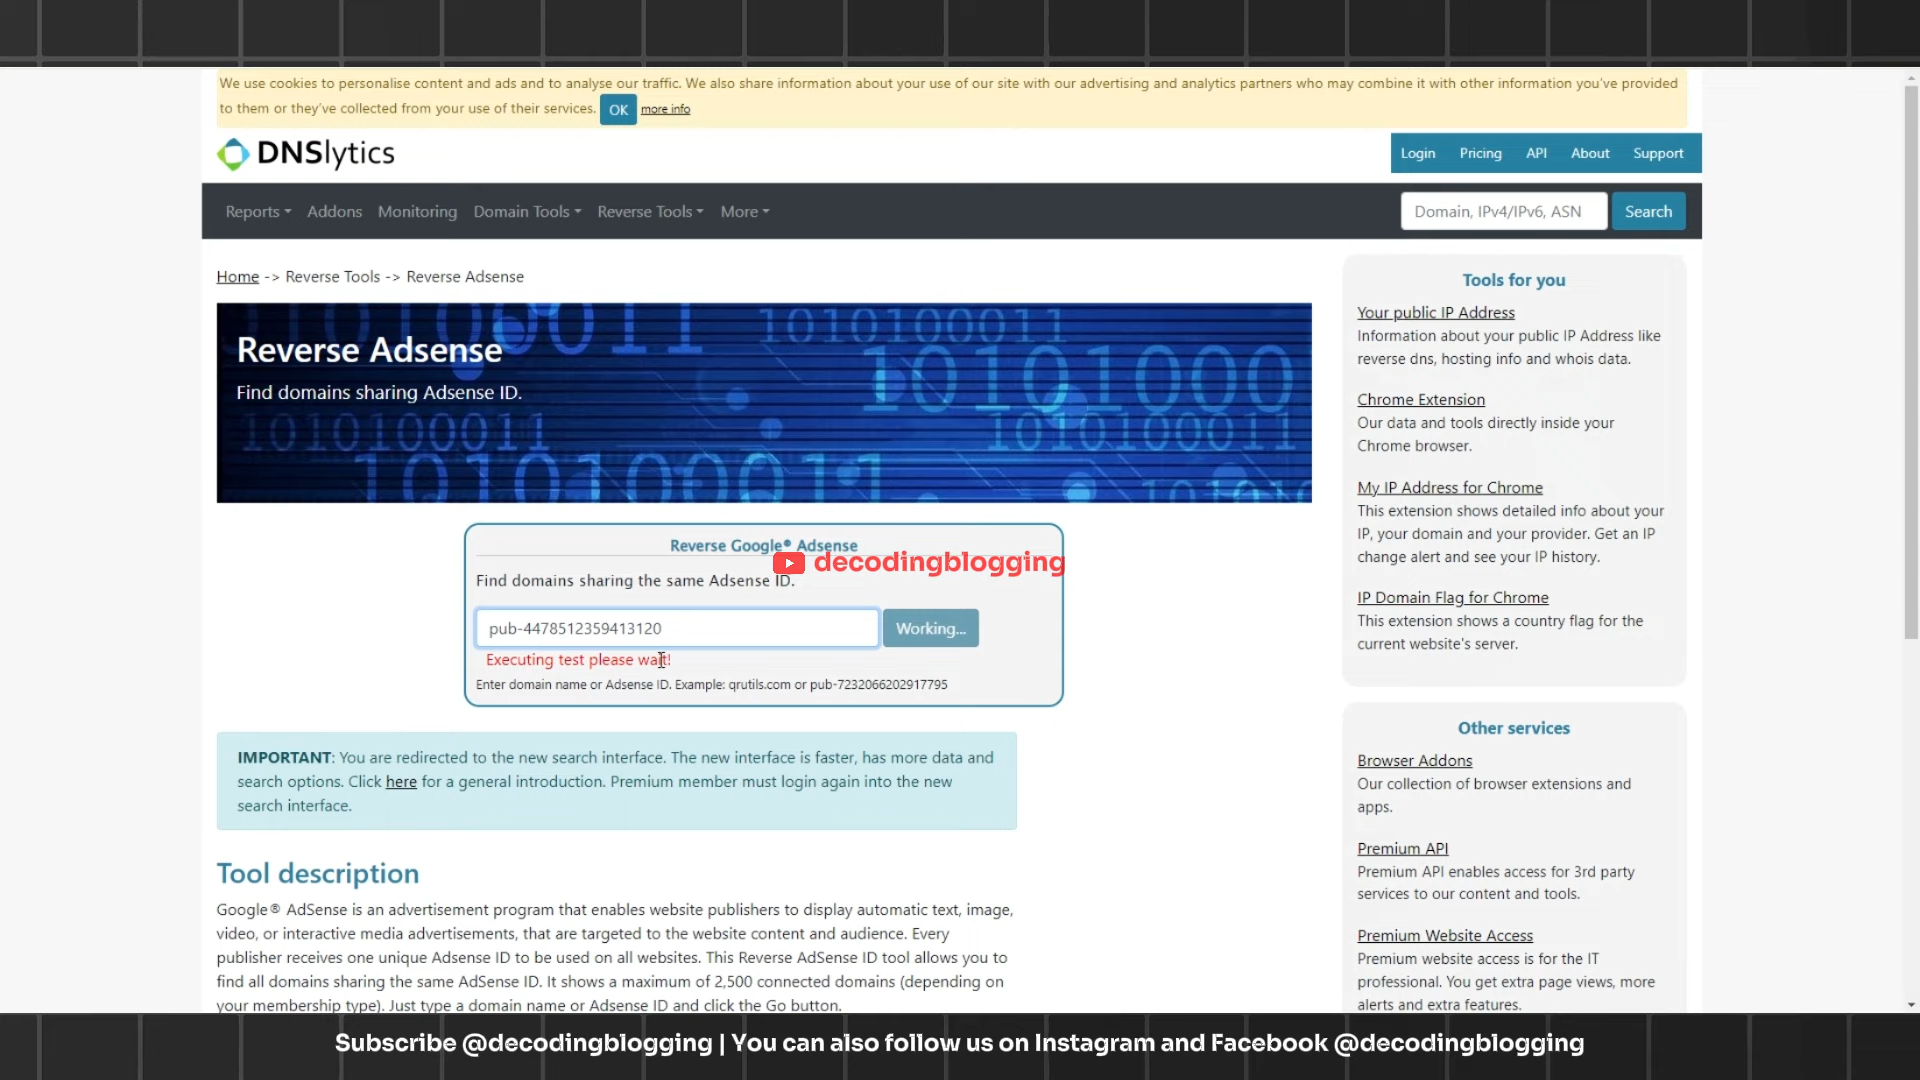 We use cookies to personalise content and ads and to analyse our traffic. We also share information about your use of our site with our advertising and analytics partners who may combine it with other information you've provided
to them or they've collected from your use of their services. OK more info
DNSlytics
Login Pricing API About Support
Reports Addons Monitoring Domain Tools Reverse Tools More
Domain, IPv4/IPv6, ASN Search
Home -> Reverse Tools -> Reverse Adsense
Reverse Adsense
Find domains sharing Adsense ID.
Reverse Google® Adsense
decodingblogging
Find domains sharing the same Adsense ID.
pub-4478512359413120 Working...
Executing test please wait!
Enter domain name or Adsense ID. Example: qrutils.com or pub-7232066202917795
IMPORTANT: You are redirected to the new search interface. The new interface is faster, has more data and
search options. Click here for a general introduction. Premium member must login again into the new
search interface.
Tool description
Google® AdSense is an advertisement program that enables website publishers to display automatic text, image,
video, or interactive media advertisements, that are targeted to the website content and audience. Every
publisher receives one unique Adsense ID to be used on all websites. This Reverse AdSense ID tool allows you to
find all domains sharing the same AdSense ID. It shows a maximum of 2,500 connected domains (depending on
your membership type). Just type a domain name or Adsense ID and click the Go button.
Tools for you
Your public IP Address
Information about your public IP Address like
reverse dns, hosting info and whois data.
Chrome Extension
Our data and tools directly inside your
Chrome browser.
My IP Address for Chrome
This extension shows detailed info about your
IP, your domain and your provider. Get an IP
change alert and see your IP history.
IP Domain Flag for Chrome
This extension shows a country flag for the
current website's server.
Other services
Browser Addons
Our collection of browser extensions and
apps.
Premium API
Premium API enables access for 3rd party
services to our content and tools.
Premium Website Access
Premium website access is for the IT
professional. You get extra page views, more
alerts and extra features.
Subscribe @decodingblogging | You can also follow us on Instagram and Facebook @decodingblogging